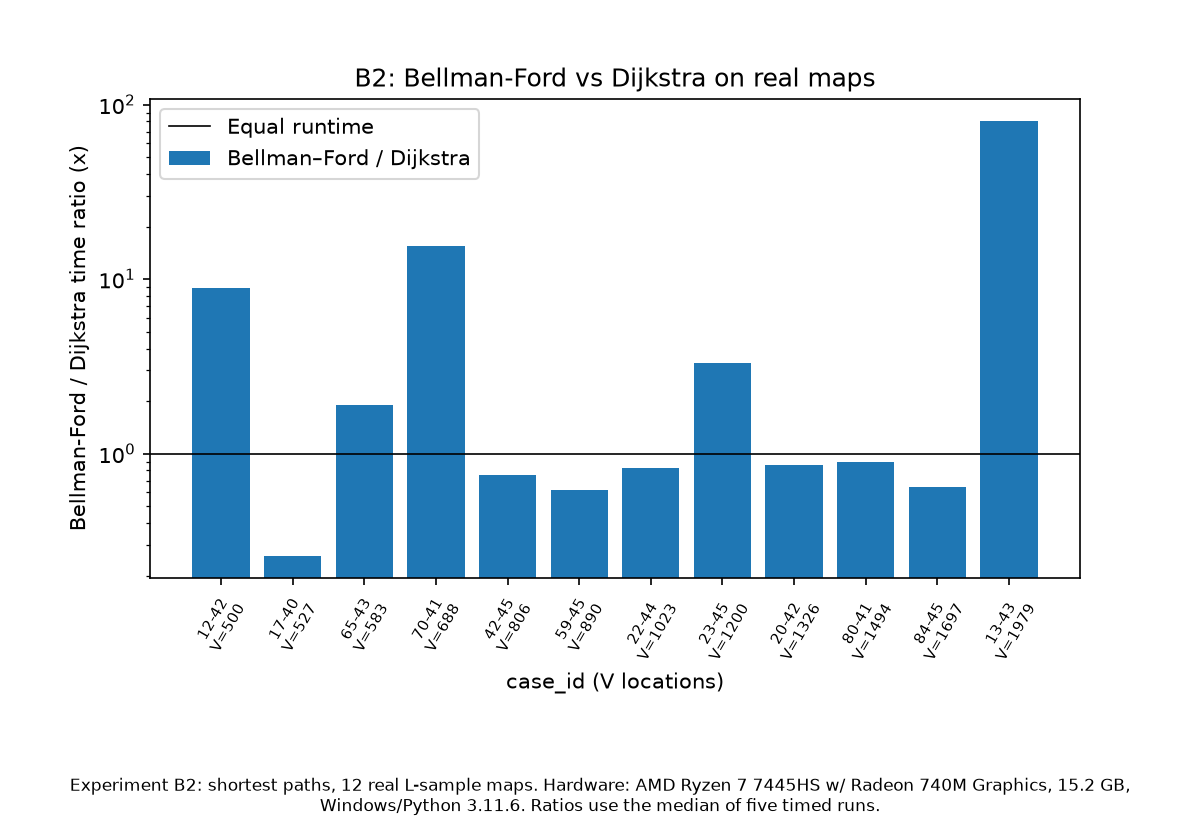 B2: Bellman-Ford vs Dijkstra on real maps
Bellman-Ford / Dijkstra time ratio (x)
10²
10¹
10⁰
Equal runtime
Bellman–Ford / Dijkstra
12-42
V=500
17-40
V=527
65-43
V=583
70-41
V=688
42-45
V=806
59-45
V=890
22-44
V=1023
23-45
V=1200
20-42
V=1326
80-41
V=1494
84-45
V=1697
13-43
V=1979
case_id (V locations)
Experiment B2: shortest paths, 12 real L-sample maps. Hardware: AMD Ryzen 7 7445HS w/ Radeon 740M Graphics, 15.2 GB,
Windows/Python 3.11.6. Ratios use the median of five timed runs.